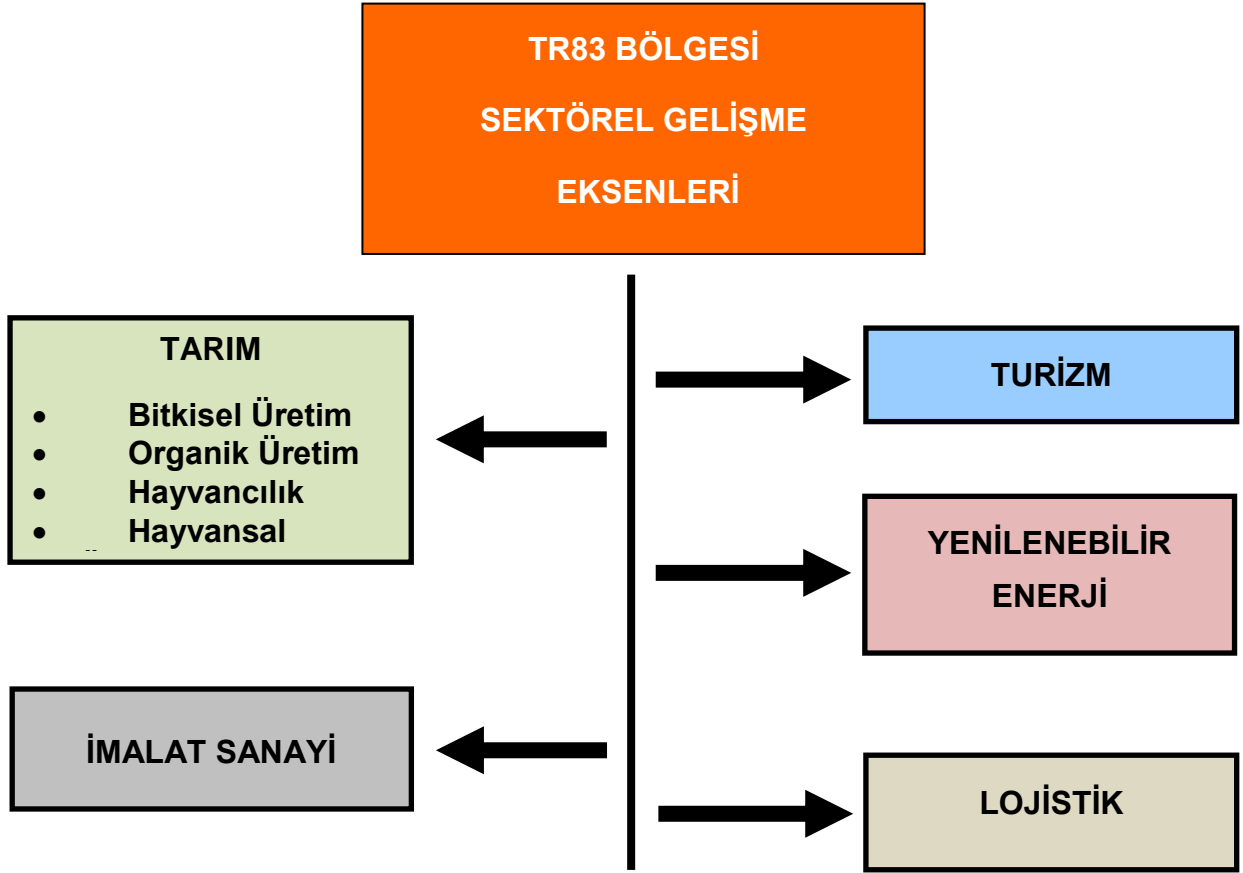 TR83 BÖLGESİ
SEKTÖREL GELİŞME
EKSENLERİ
TARIM
• Bitkisel Üretim
• Organik Üretim
• Hayvancılık
• Hayvansal
İMALAT SANAYİ
TURİZM
YENİLENEBİLİR
ENERJİ
LOJİSTİK